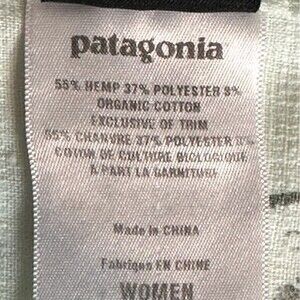 patagonia
55% HEMP 37% POLYESTER 8%
ORGANIC COTTON
EXCLUSIVE OF TRIM
55% CHANVRE 37% POLYESTER 8%
COTON DE CULTURE BIOLOGIQUE
À PART LA GARNITURE
Made in CHINA
Fabriqué EN CHINE
WOMEN